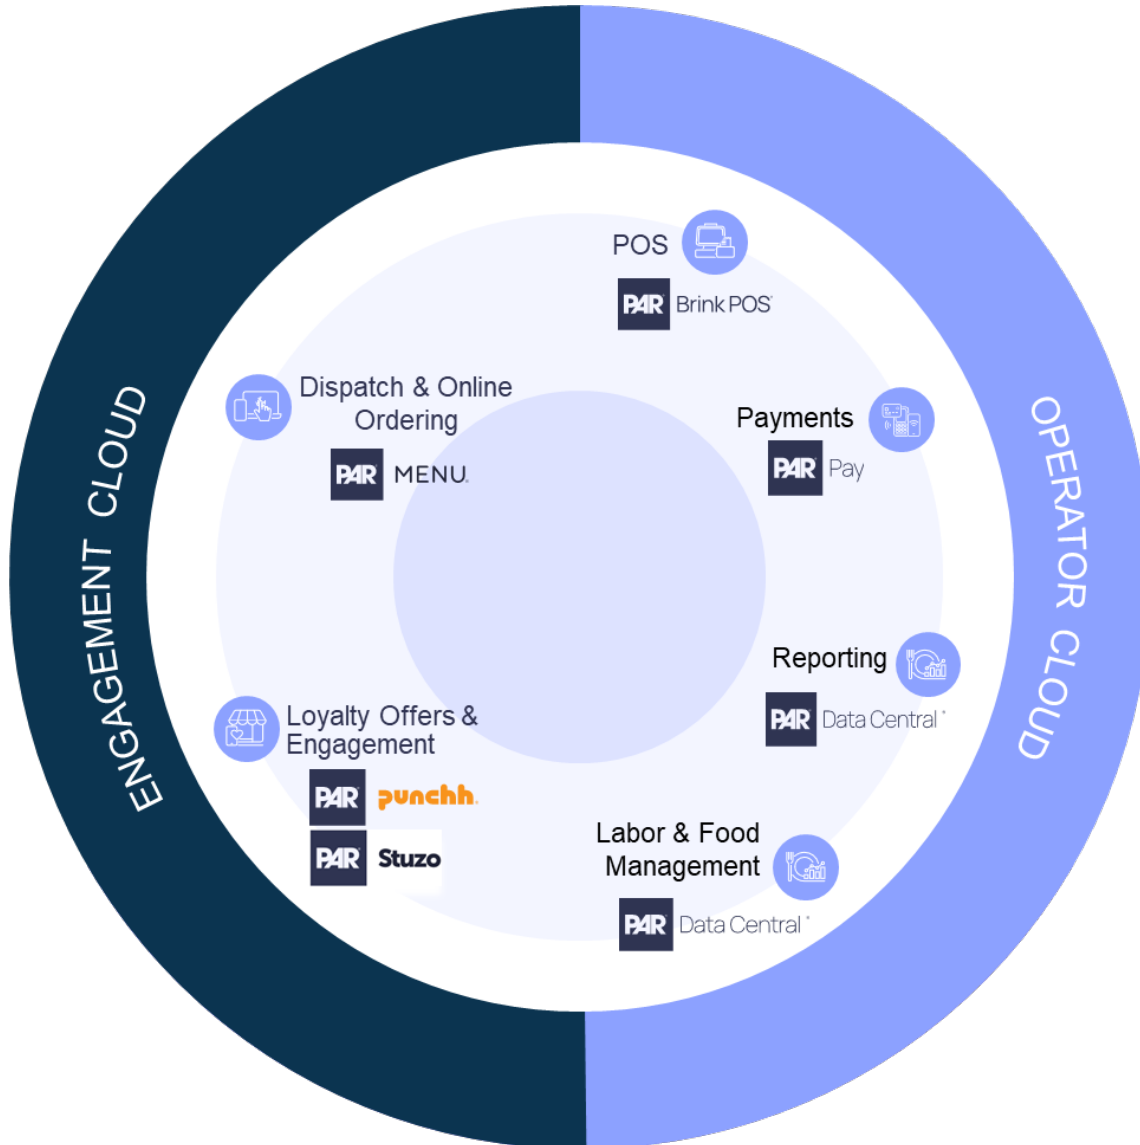 ENGAGEMENT CLOUD
OPERATOR CLOUD
POS
PAR® Brink POS®
Dispatch & Online
Ordering
PAR® MENU®
Payments
PAR® Pay
Reporting
PAR® Data Central®
Loyalty Offers &
Engagement
PAR® punchh®
PAR® Stuzo
Labor & Food
Management
PAR® Data Central®